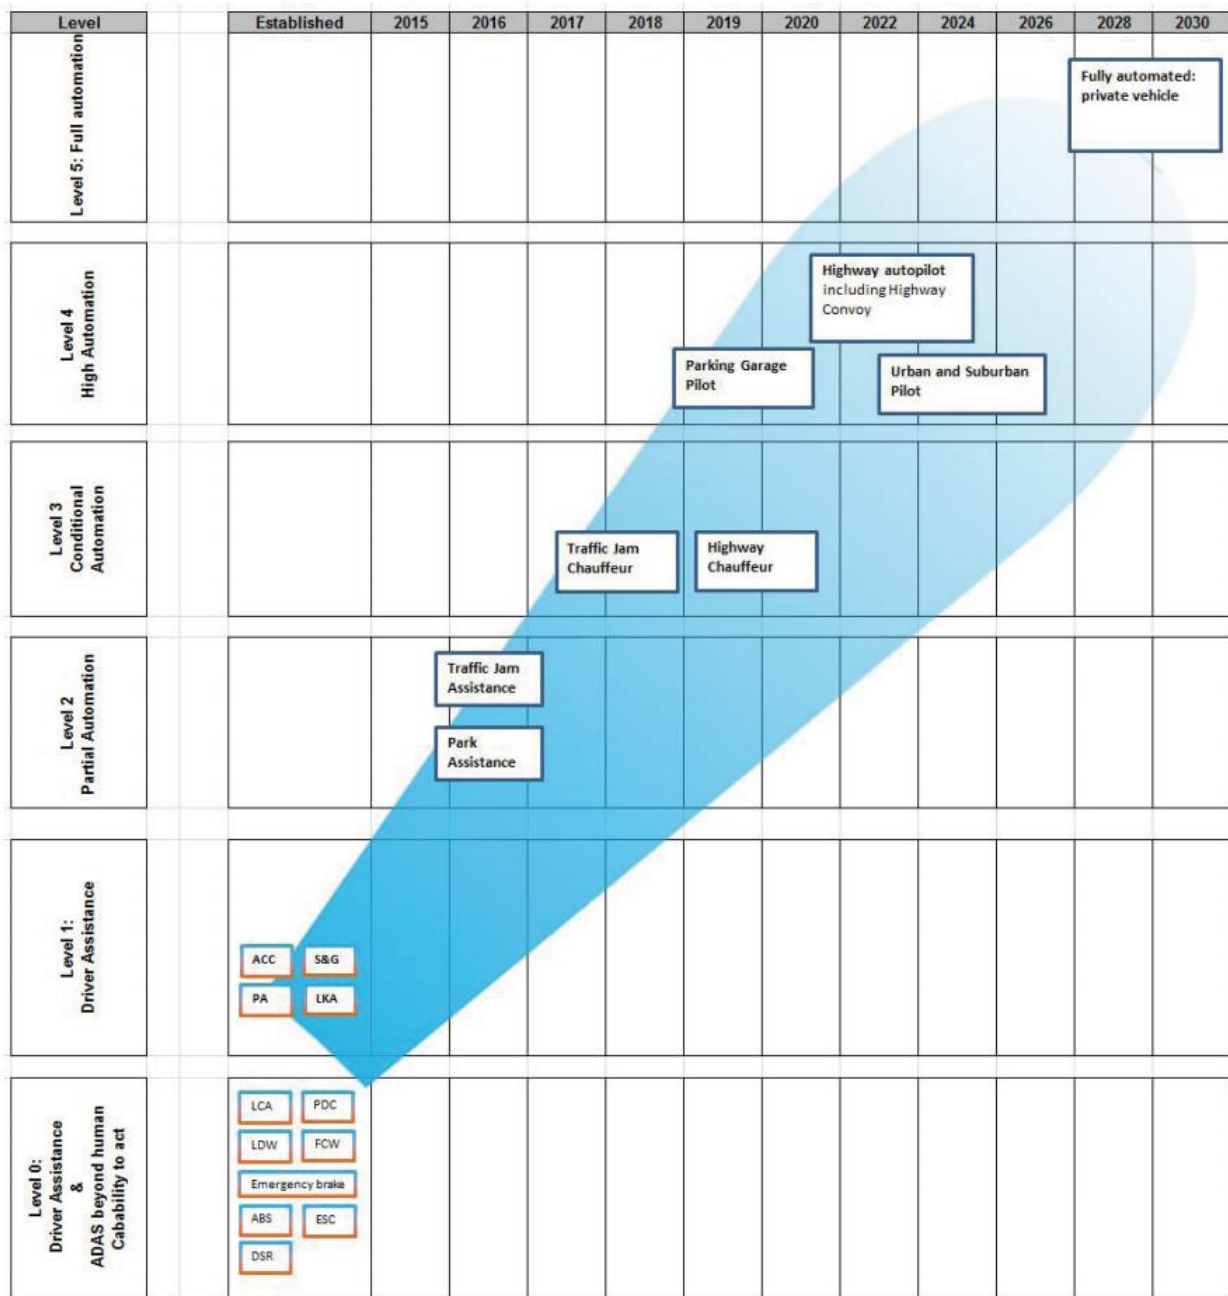 Level Established 2015 2016 2017 2018 2019 2020 2022 2024 2026 2028 2030
Level 5: Full automation
Fully automated:
private vehicle
Level 4
High Automation
Highway autopilot
including Highway
Convoy
Parking Garage
Pilot
Urban and Suburban
Pilot
Level 3
Conditional
Automation
Traffic Jam
Chauffeur
Highway
Chauffeur
Level 2
Partial Automation
Traffic Jam
Assistance
Park
Assistance
Level 1:
Driver Assistance
ACC S&G
PA LKA
Level 0:
Driver Assistance
&
ADAS beyond human
Cabability to act
LCA PDC
LDW FCW
Emergency brake
ABS ESC
DSR